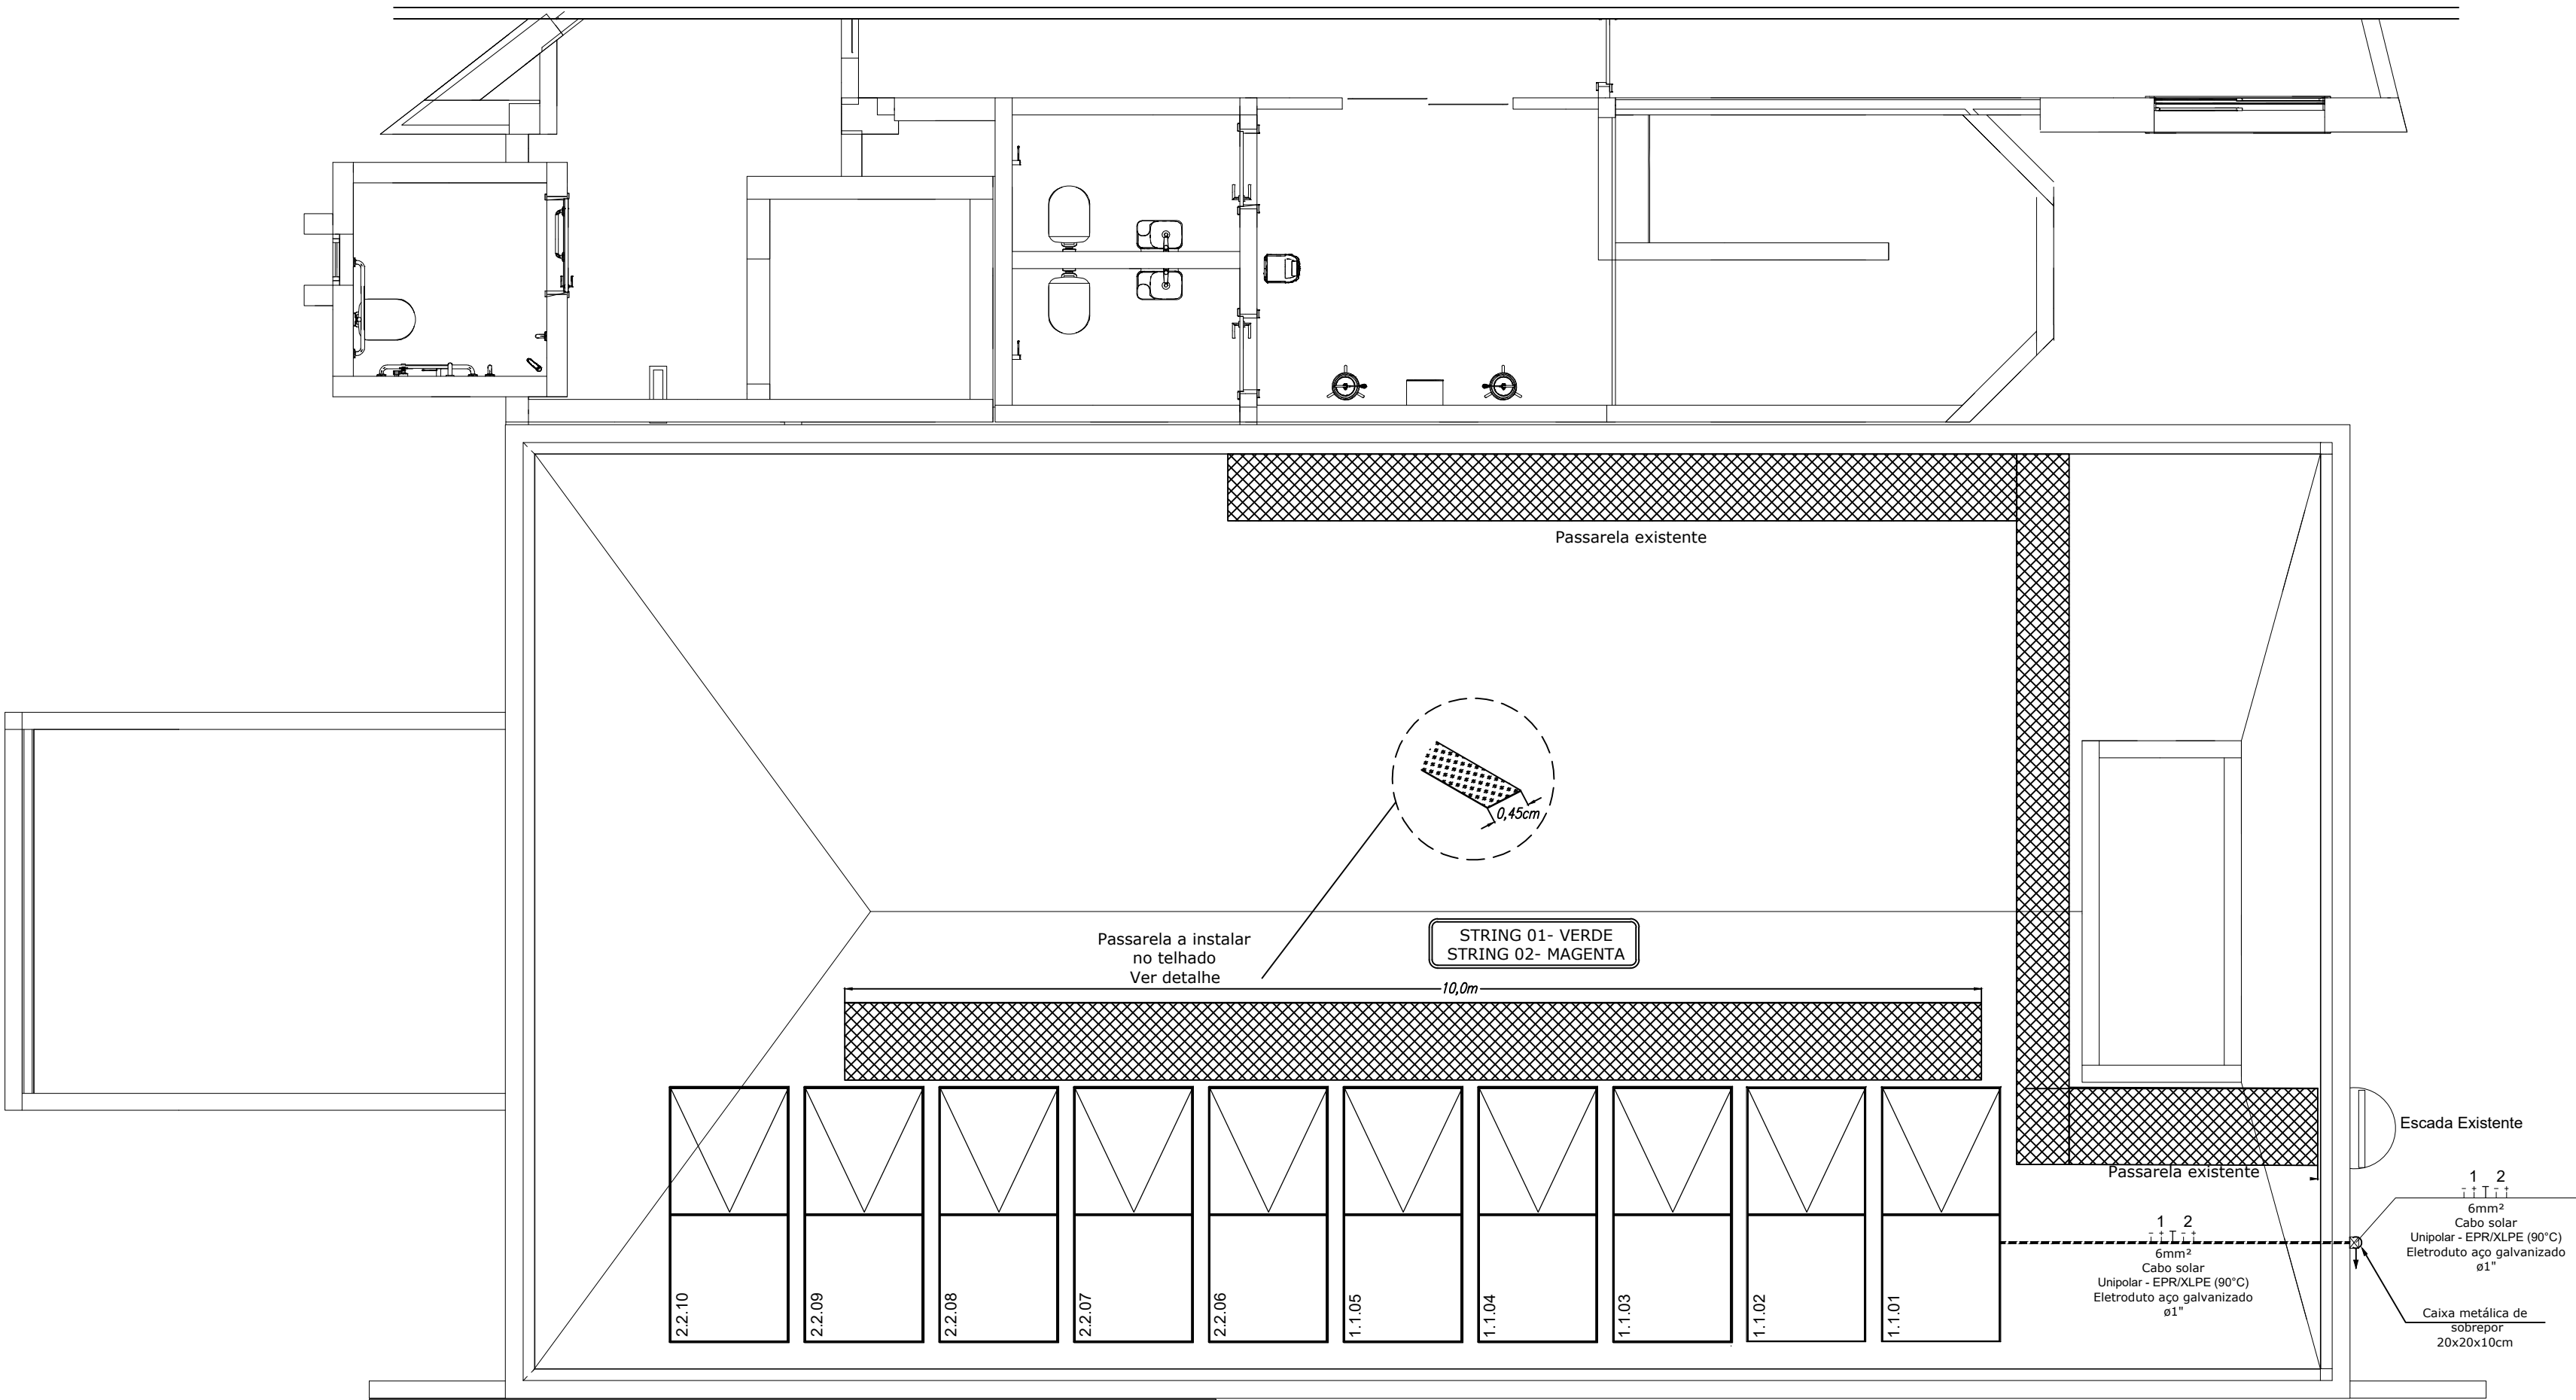 Passarela existente
0,45cm
Passarela a instalar
no telhado
Ver detalhe
STRING 01- VERDE
STRING 02- MAGENTA
10,0m
Escada Existente
Passarela existente
1 2
- + T - +
6mm²
Cabo solar
Unipolar - EPR/XLPE (90°C)
Eletroduto aço galvanizado
ø1"
1 2
- + T - +
6mm²
Cabo solar
Unipolar - EPR/XLPE (90°C)
Eletroduto aço galvanizado
ø1"
Caixa metálica de
sobrepor
20x20x10cm
2.2.10
2.2.09
2.2.08
2.2.07
2.2.06
1.1.05
1.1.04
1.1.03
1.1.02
1.1.01